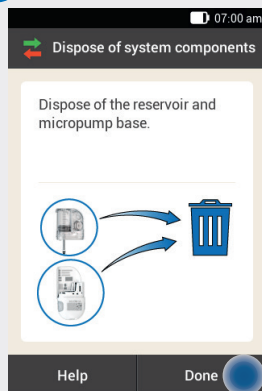 07:00 am
Dispose of system components
Dispose of the reservoir and
micropump base.
Help
Done